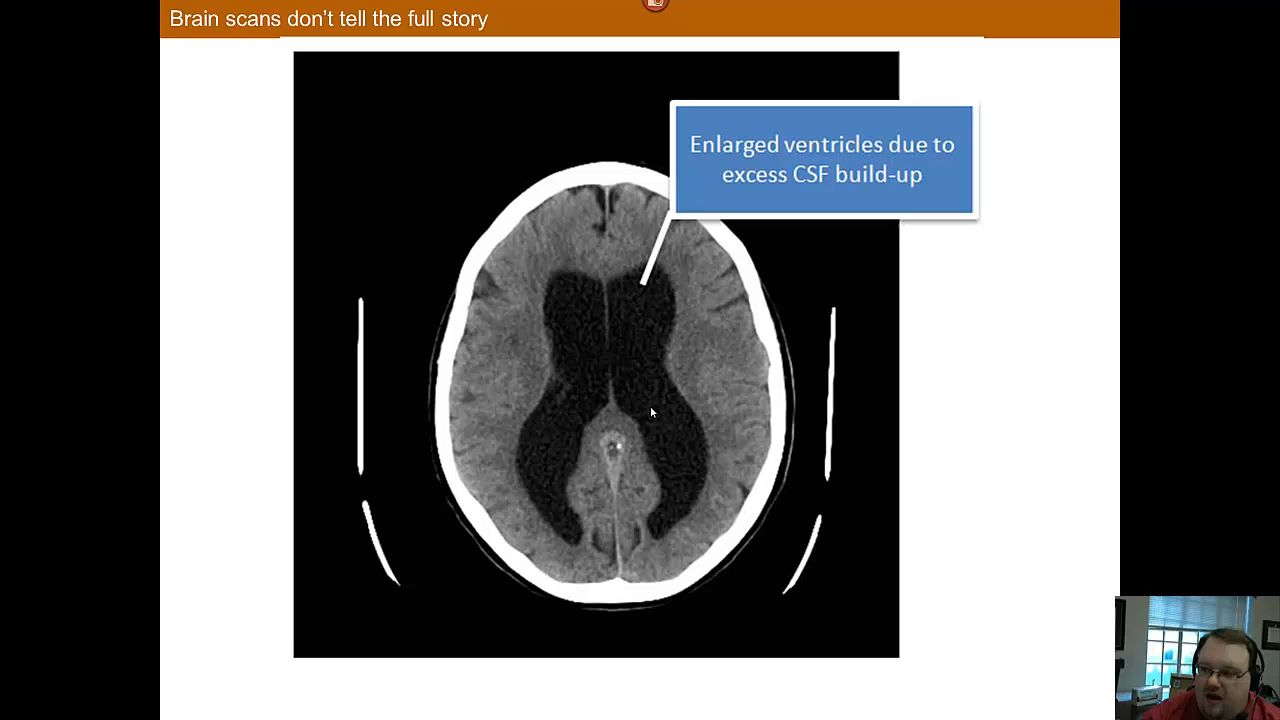 Brain scans don’t tell the full story
Enlarged ventricles due to
excess CSF build-up